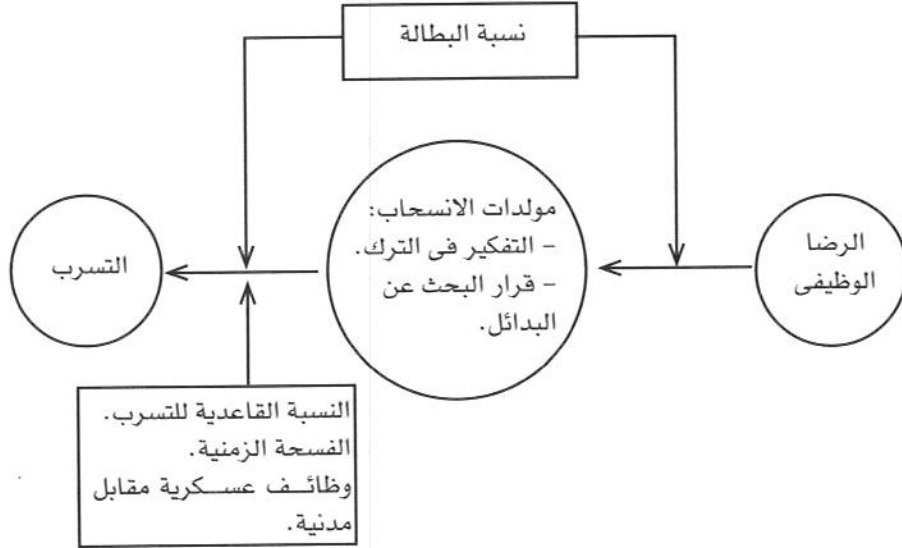 نسبة البطالة
الرضا
الوظيفى
مولدات الانسحاب:
– التفكير فى الترك.
– قرار البحث عن
البدائل.
التسرب
النسبة القاعدية للتسرب.
الفسحة الزمنية.
وظائف عسكرية مقابل
مدنية.